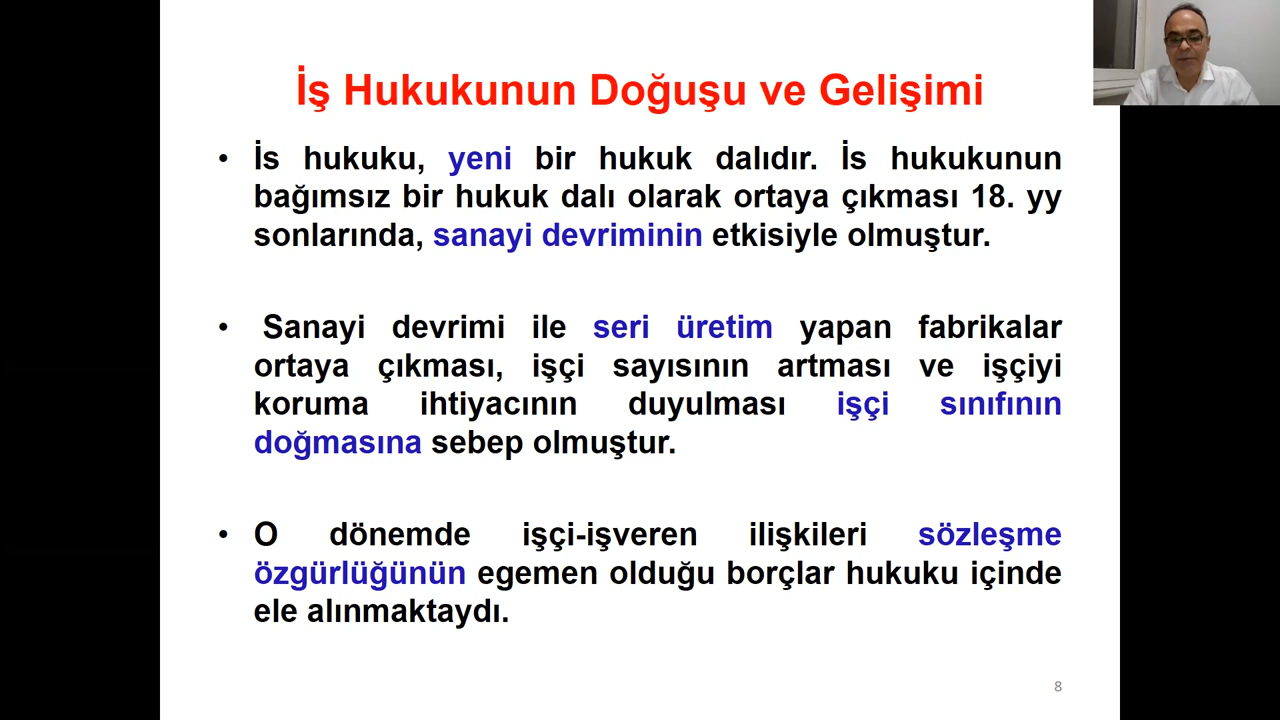 İş Hukukunun Doğuşu ve Gelişimi
• İs hukuku, yeni bir hukuk dalıdır. İs hukukunun
bağımsız bir hukuk dalı olarak ortaya çıkması 18. yy
sonlarında, sanayi devriminin etkisiyle olmuştur.
• Sanayi devrimi ile seri üretim yapan fabrikalar
ortaya çıkması, işçi sayısının artması ve işçiyi
koruma ihtiyacının duyulması işçi sınıfının
doğmasına sebep olmuştur.
• O dönemde işçi-işveren ilişkileri sözleşme
özgürlüğünün egemen olduğu borçlar hukuku içinde
ele alınmaktaydı.
8